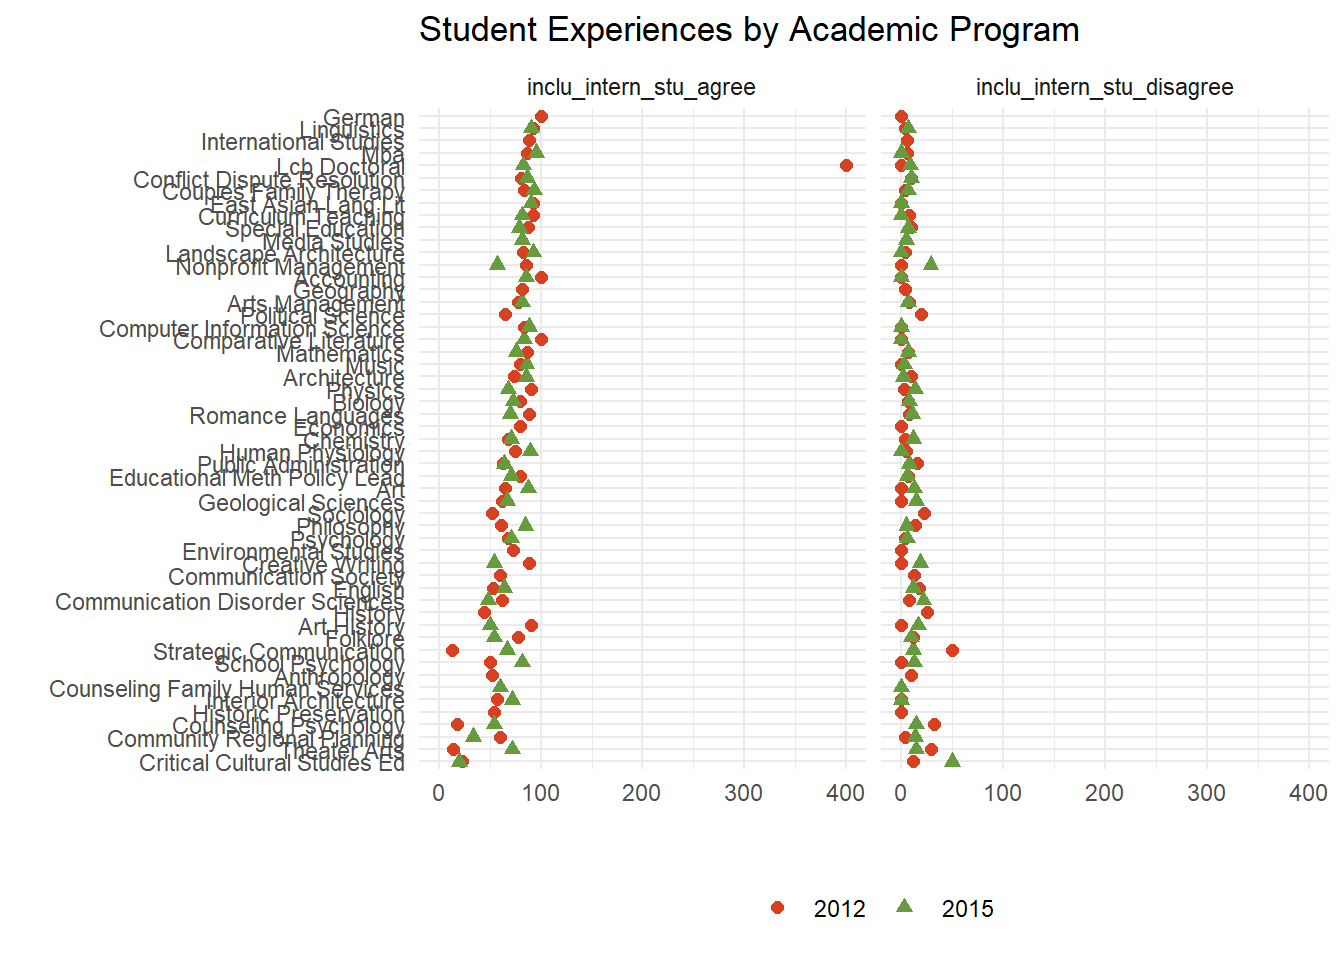 Student Experiences by Academic Program
inclu_intern_stu_agree
inclu_intern_stu_disagree
German
Linguistics
International Studies
Mba
Lcb Doctoral
Conflict Dispute Resolution
Couples Family Therapy
East Asian Lang Lit
Curriculum Teaching
Special Education
Media Studies
Landscape Architecture
Nonprofit Management
Accounting
Geography
Arts Management
Political Science
Computer Information Science
Comparative Literature
Mathematics
Music
Architecture
Physics
Biology
Romance Languages
Economics
Chemistry
Human Physiology
Public Administration
Educational Meth Policy Lead
Art
Geological Sciences
Sociology
Philosophy
Psychology
Environmental Studies
Creative Writing
Communication Society
English
Communication Disorder Sciences
History
Art History
Folklore
Strategic Communication
School Psychology
Anthropology
Counseling Family Human Services
Interior Architecture
Historic Preservation
Counseling Psychology
Community Regional Planning
Theater Arts
Critical Cultural Studies Ed
0 100 200 300 400
0 100 200 300 400
2012 2015